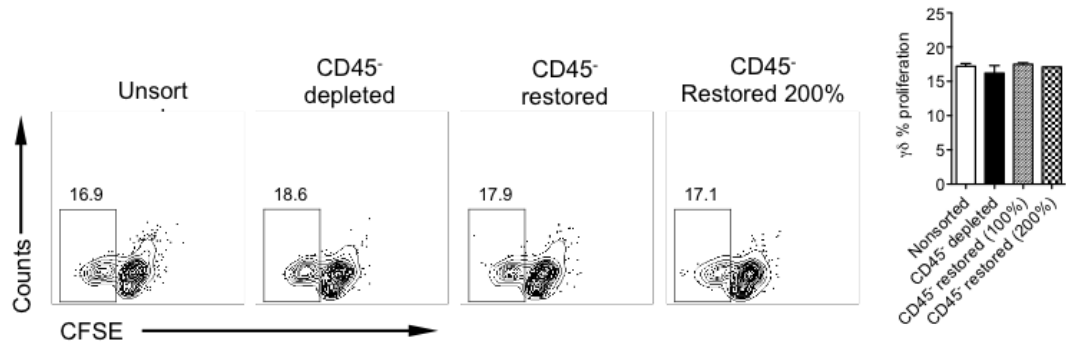 Unsort
CD45-
depleted
CD45-
restored
CD45-
Restored 200%
Counts
16.9
18.6
17.9
17.1
CFSE
γδ % proliferation
25
20
15
10
5
0
Nonsorted
CD45- depleted
CD45- restored (100%)
CD45- restored (200%)